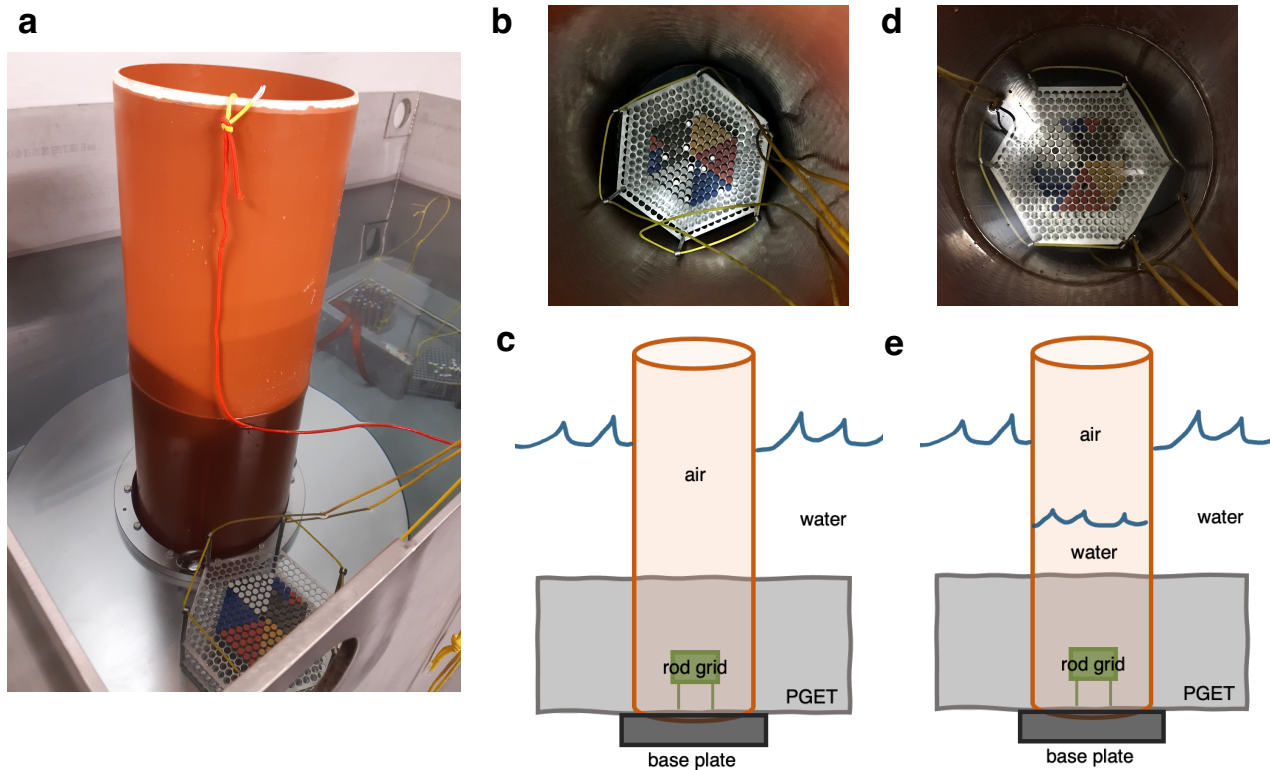 a
b
d
c
air
water
rod grid
PGET
base plate
e
air
water
water
rod grid
PGET
base plate